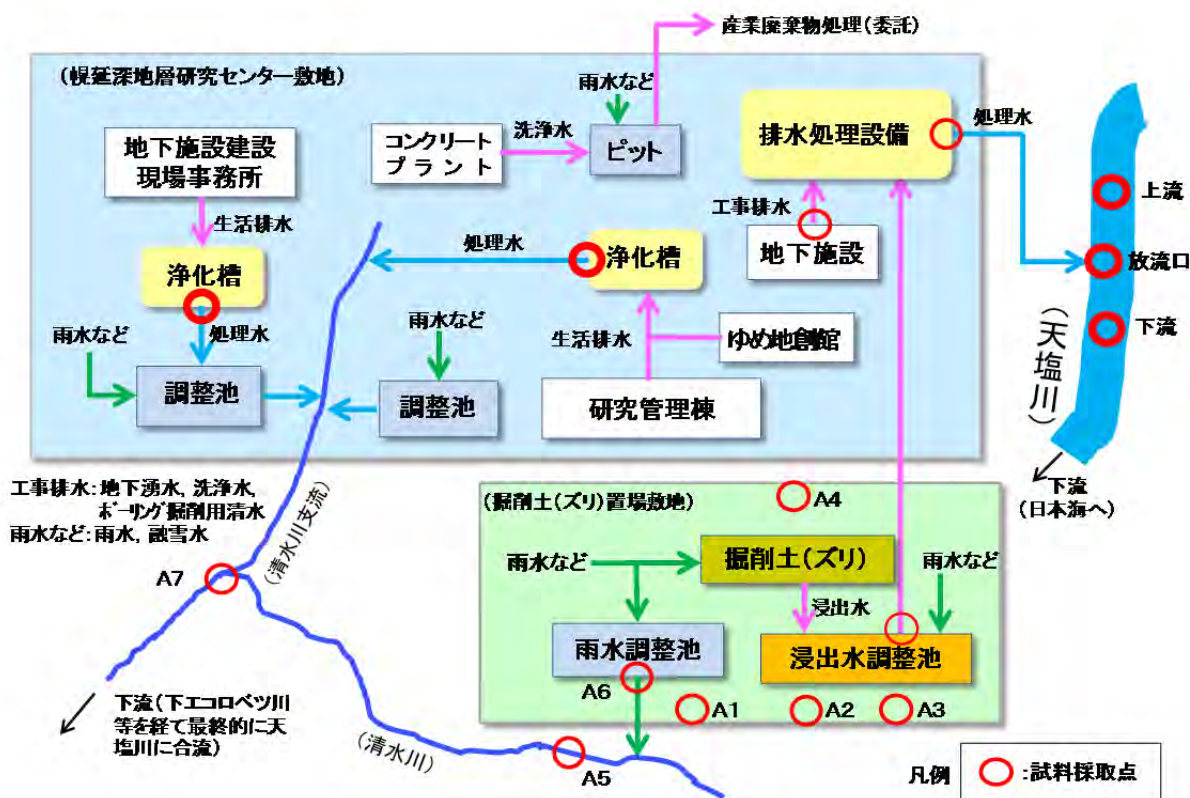 産業廃棄物処理(委託)
(幌延深地層研究センター敷地)
雨水など
処理水
地下施設建設
現場事務所
コンクリート
プラント
洗浄水
ピット
排水処理設備
上流
生活排水
工事排水
地下施設
処理水
浄化槽
浄化槽
放流口
(天塩川)
下流
処理水
雨水など
雨水など
生活排水
ゆめ地創館
調整池
調整池
研究管理棟
下流
(日本海へ)
工事排水:地下湧水, 洗浄水,
ボーリング掘削用清水
雨水など:雨水, 融雪水
(清水川支流)
(掘削土(ズリ)置場敷地)
A4
A7
雨水など
掘削土(ズリ)
雨水など
浸出水
雨水調整池
浸出水調整池
A6
A1
A2
A3
下流(下エコロベツ川
等を経て最終的に天
塩川に合流)
(清水川)
A5
凡例
:試料採取点